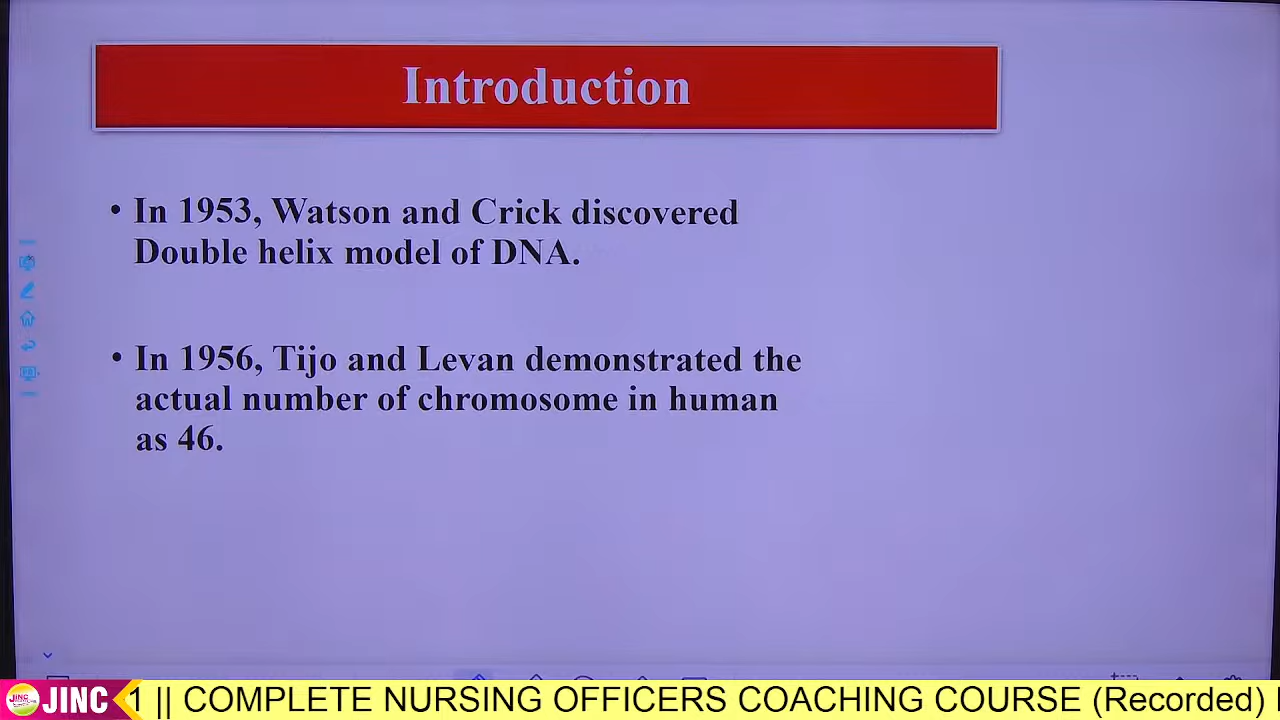 Introduction
• In 1953, Watson and Crick discovered
Double helix model of DNA.
• In 1956, Tijo and Levan demonstrated the
actual number of chromosome in human
as 46.
JINC
1 || COMPLETE NURSING OFFICERS COACHING COURSE (Recorded)